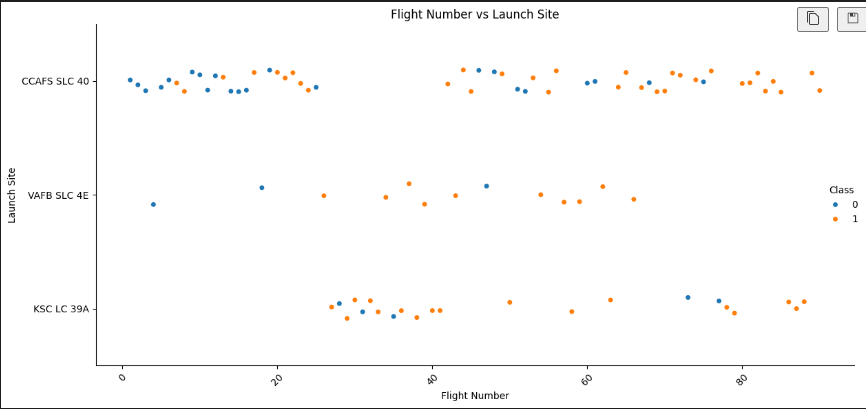 Flight Number vs Launch Site
CCAFS SLC 40
VAFB SLC 4E
KSC LC 39A
Launch Site
0
20
40
60
80
Flight Number
Class
0
1